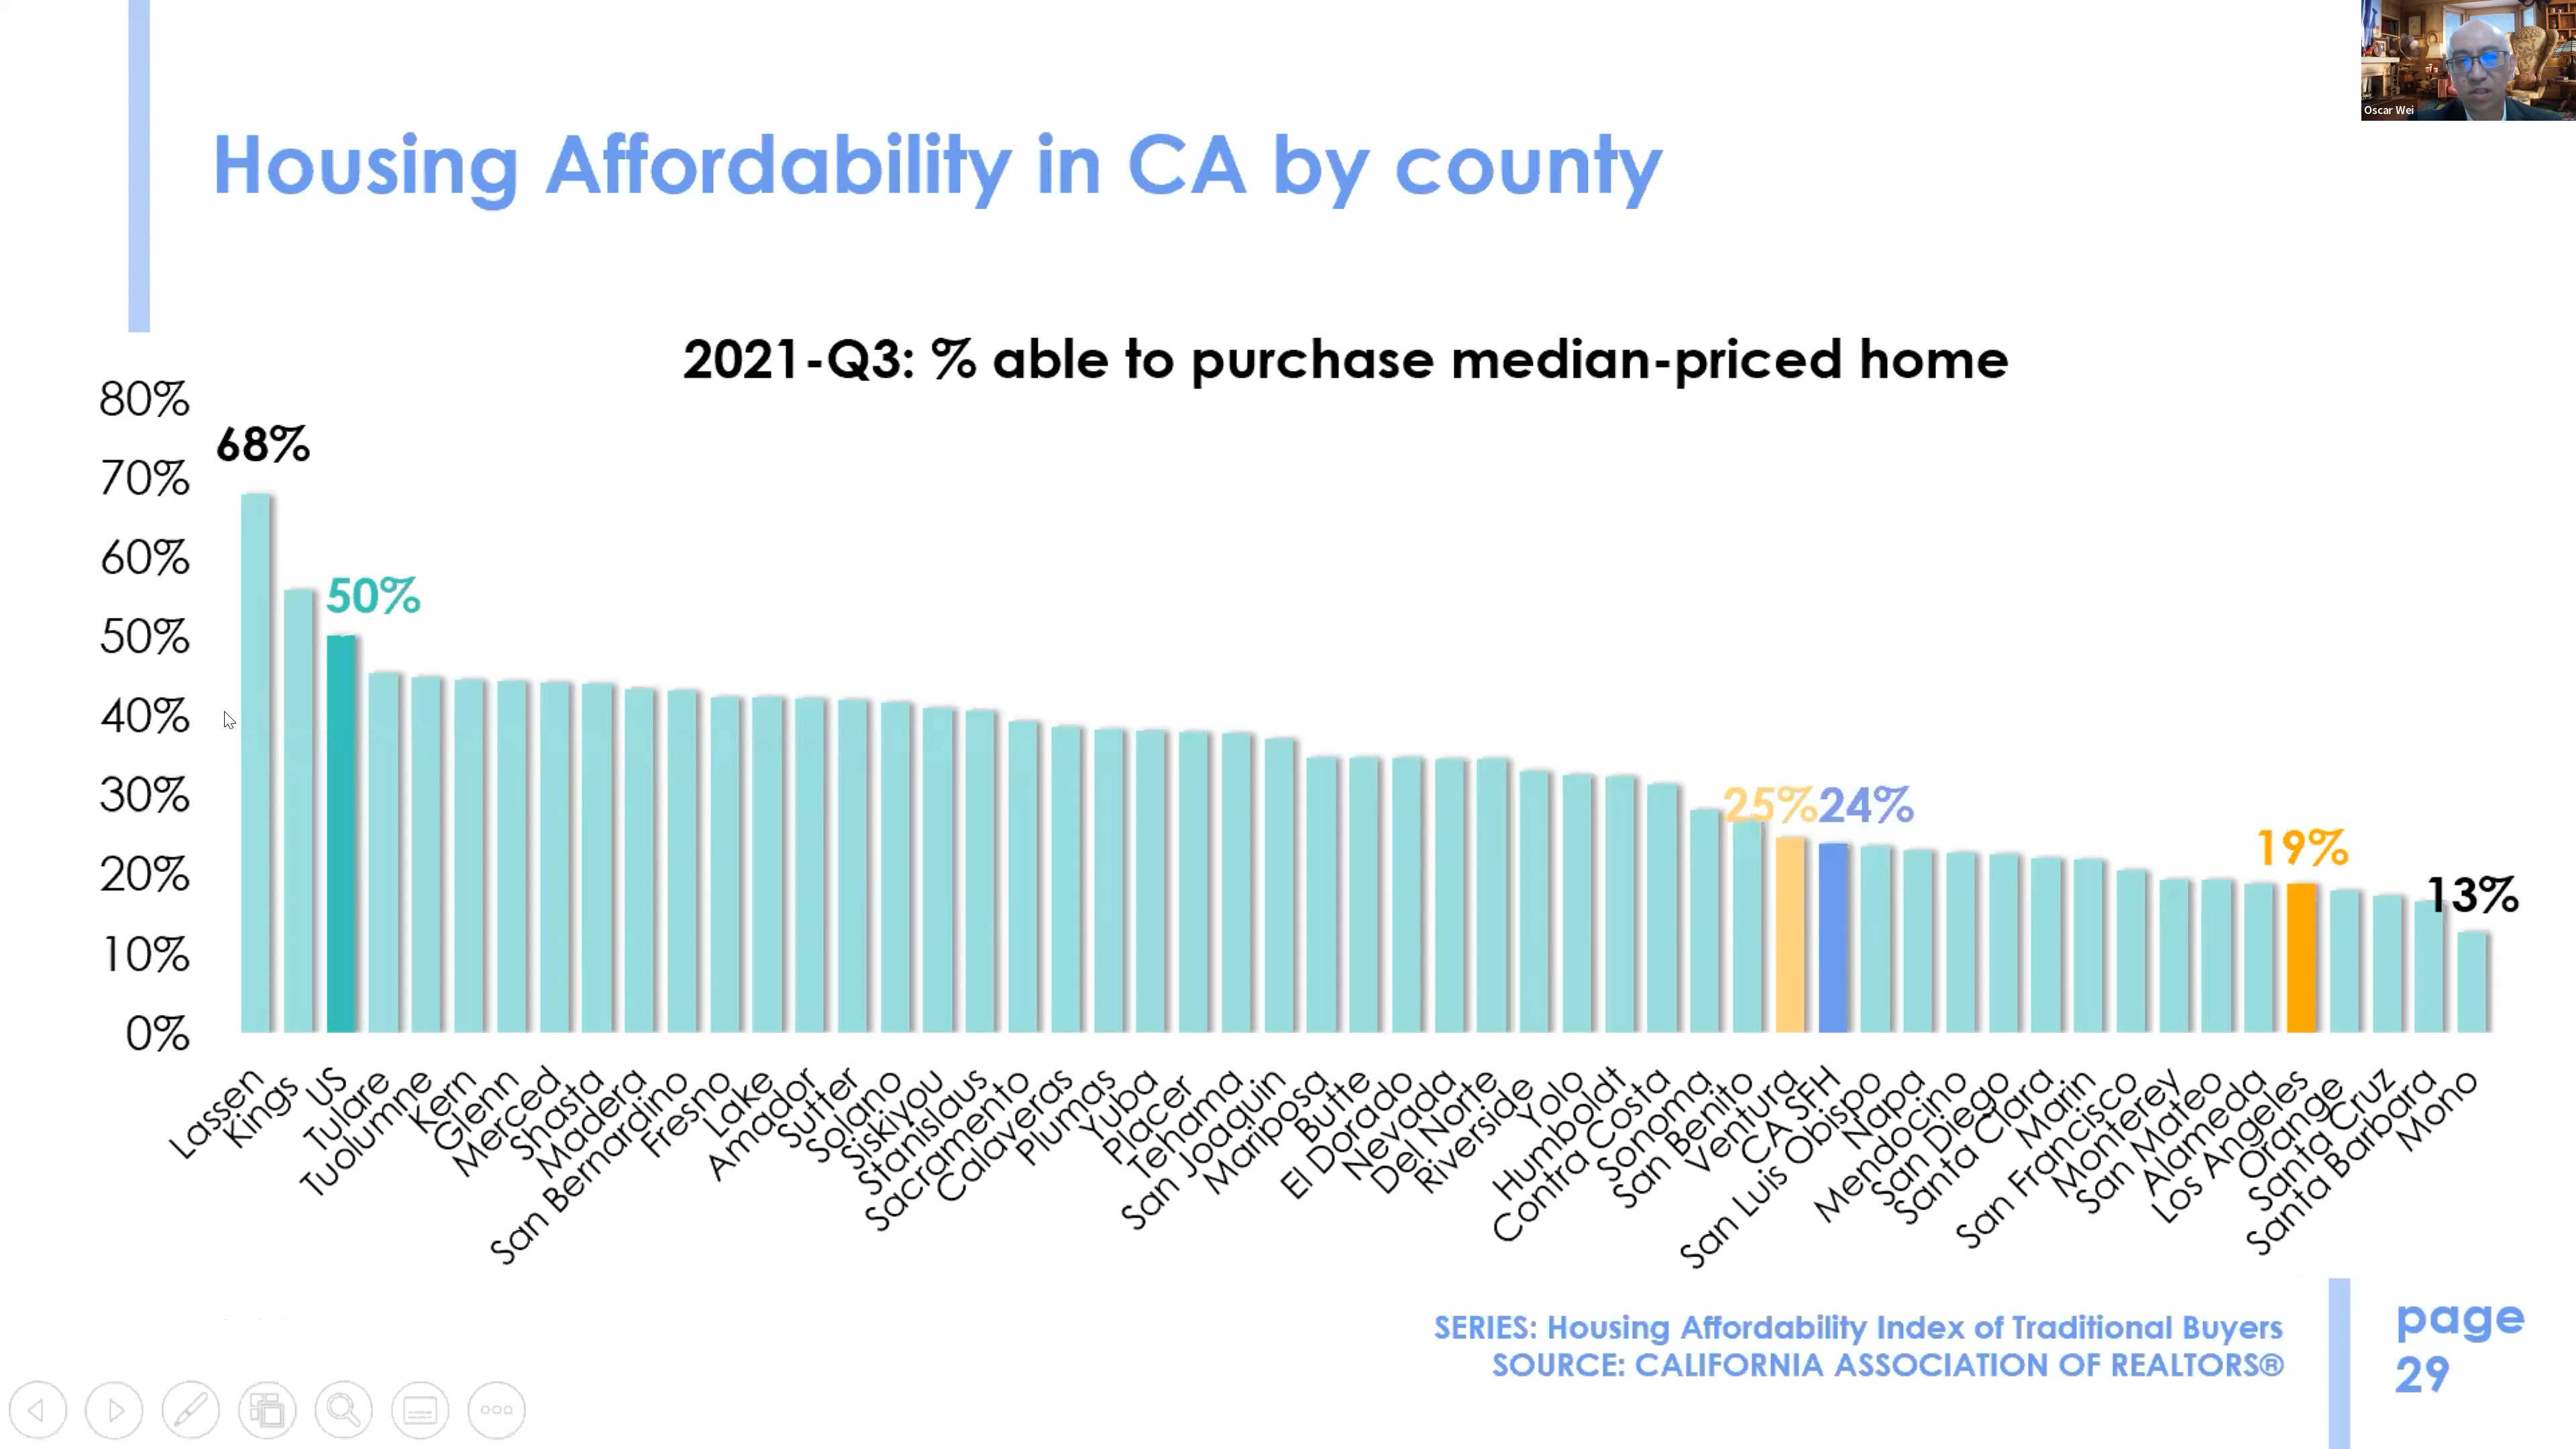 Oscar Wei
Housing Affordability in CA by county
2021-Q3: % able to purchase median-priced home
80%
70%
60%
50%
40%
30%
20%
10%
0%
68%
50%
25%
24%
19%
13%
Lassen
Kings
US
Tulare
Tuolumne
Kern
Glenn
Merced
Shasta
Madera
San Bernardino
Fresno
Lake
Amador
Sutter
Solano
Siskiyou
Stanislaus
Sacramento
Calaveras
Plumas
Yuba
Placer
Tehama
San Joaquin
Mariposa
Butte
El Dorado
Nevada
Del Norte
Riverside
Yolo
Humboldt
Contra Costa
Sonoma
San Benito
Ventura
CA SFH
San Luis Obispo
Napa
Mendocino
San Diego
Santa Clara
Marin
San Francisco
Monterey
San Mateo
Alameda
Los Angeles
Orange
Santa Cruz
Santa Barbara
Mono
SERIES: Housing Affordability Index of Traditional Buyers
SOURCE: CALIFORNIA ASSOCIATION OF REALTORS®
page
29